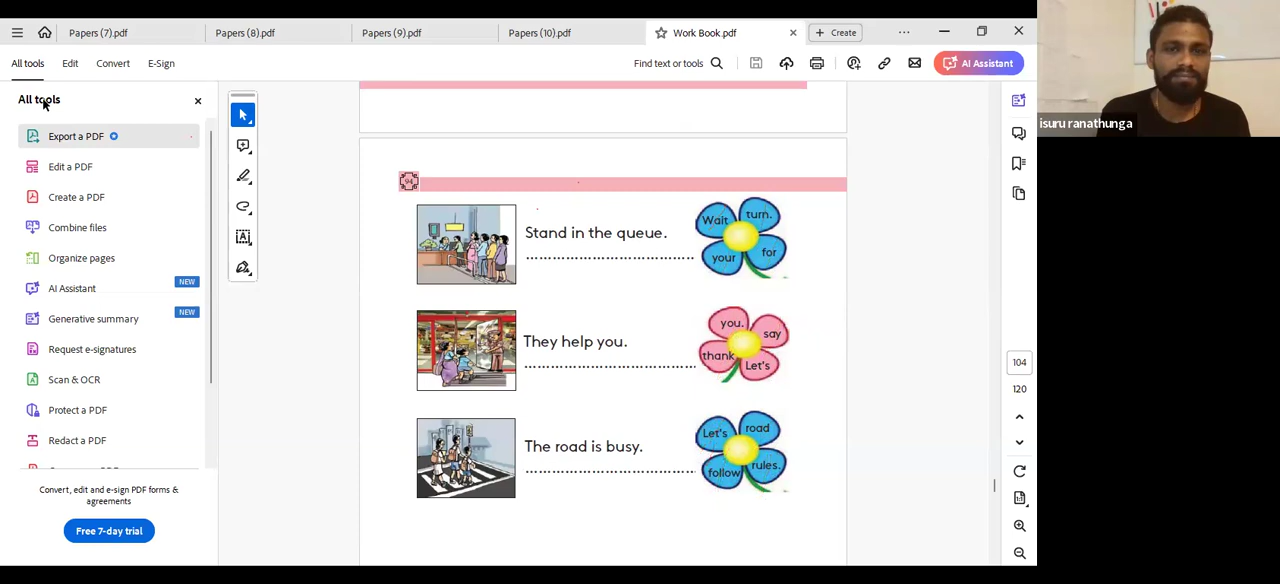 Papers (7).pdf
Papers (8).pdf
Papers (9).pdf
Papers (10).pdf
Work Book.pdf
Create
All tools
Edit
Convert
E-Sign
Find text or tools
AI Assistant
All tools
Export a PDF
Edit a PDF
Create a PDF
Combine files
Organize pages
AI Assistant
NEW
Generative summary
NEW
Request e-signatures
Scan & OCR
Protect a PDF
Redact a PDF
Convert, edit and e-sign PDF forms &
agreements
Free 7-day trial
94
Stand in the queue.
Wait
turn.
your
for
They help you.
you.
say
thank
Let's
The road is busy.
Let's
road
follow
rules.
104
120
isuru ranathunga